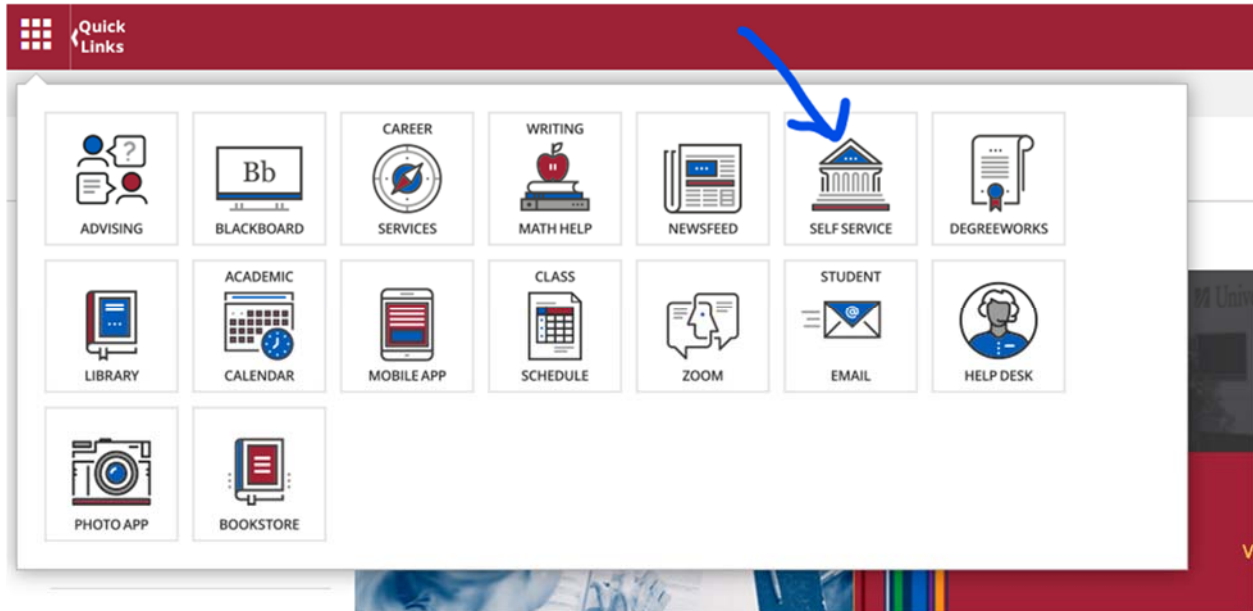 Quick
Links
ADVISING
Bb
BLACKBOARD
CAREER
SERVICES
WRITING
MATH HELP
NEWSFEED
SELF SERVICE
DEGREEWORKS
LIBRARY
ACADEMIC
CALENDAR
MOBILE APP
CLASS
SCHEDULE
ZOOM
STUDENT
@
EMAIL
HELP DESK
PHOTO APP
BOOKSTORE